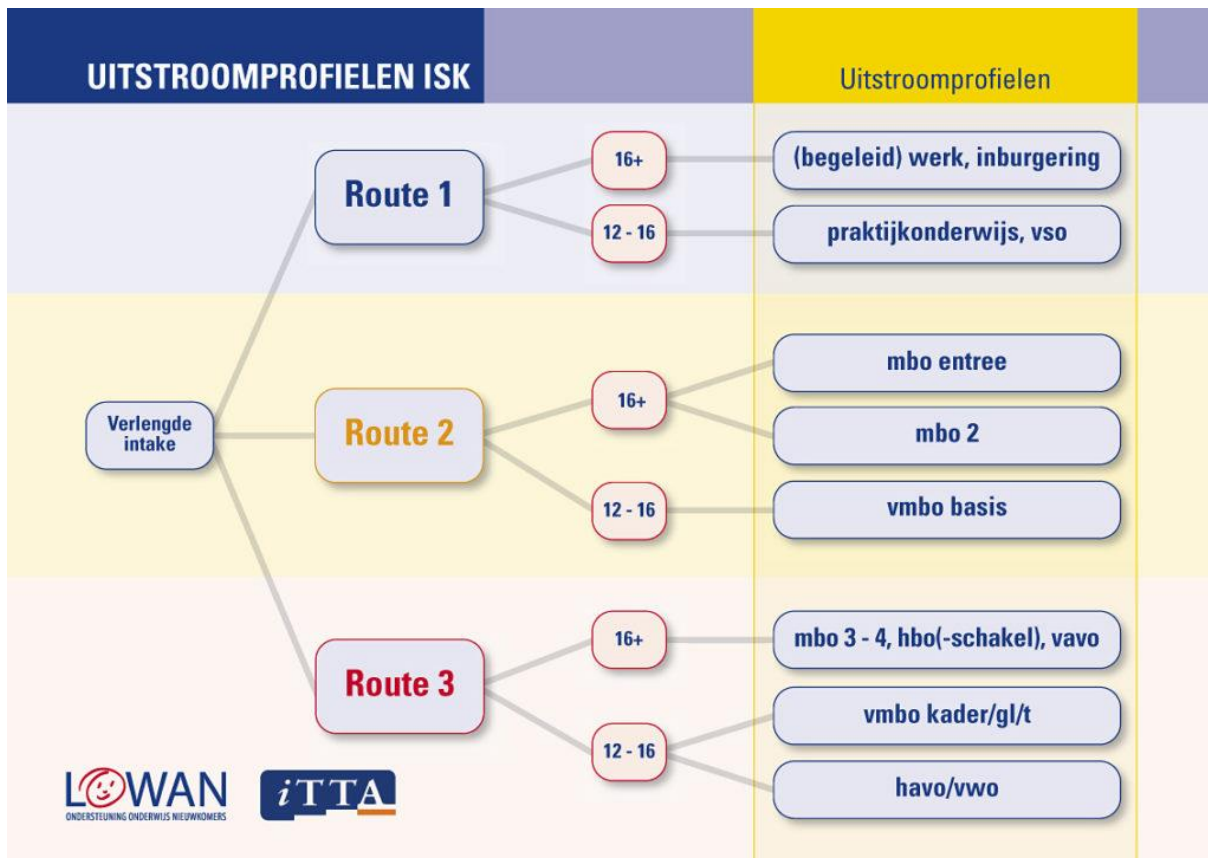 UITSTROOMPROFIELEN ISK
Uitstroomprofielen
Verlengde
intake
Route 1
16+
(begeleid) werk, inburgering
12 - 16
praktijkonderwijs, vso
Route 2
16+
mbo entree
mbo 2
12 - 16
vmbo basis
Route 3
16+
mbo 3 - 4, hbo(-schakel), vavo
12 - 16
vmbo kader/gl/t
havo/vwo
LOWAN
ONDERSTEUNING ONDERWIJS NIEUWKOMERS
iTTA